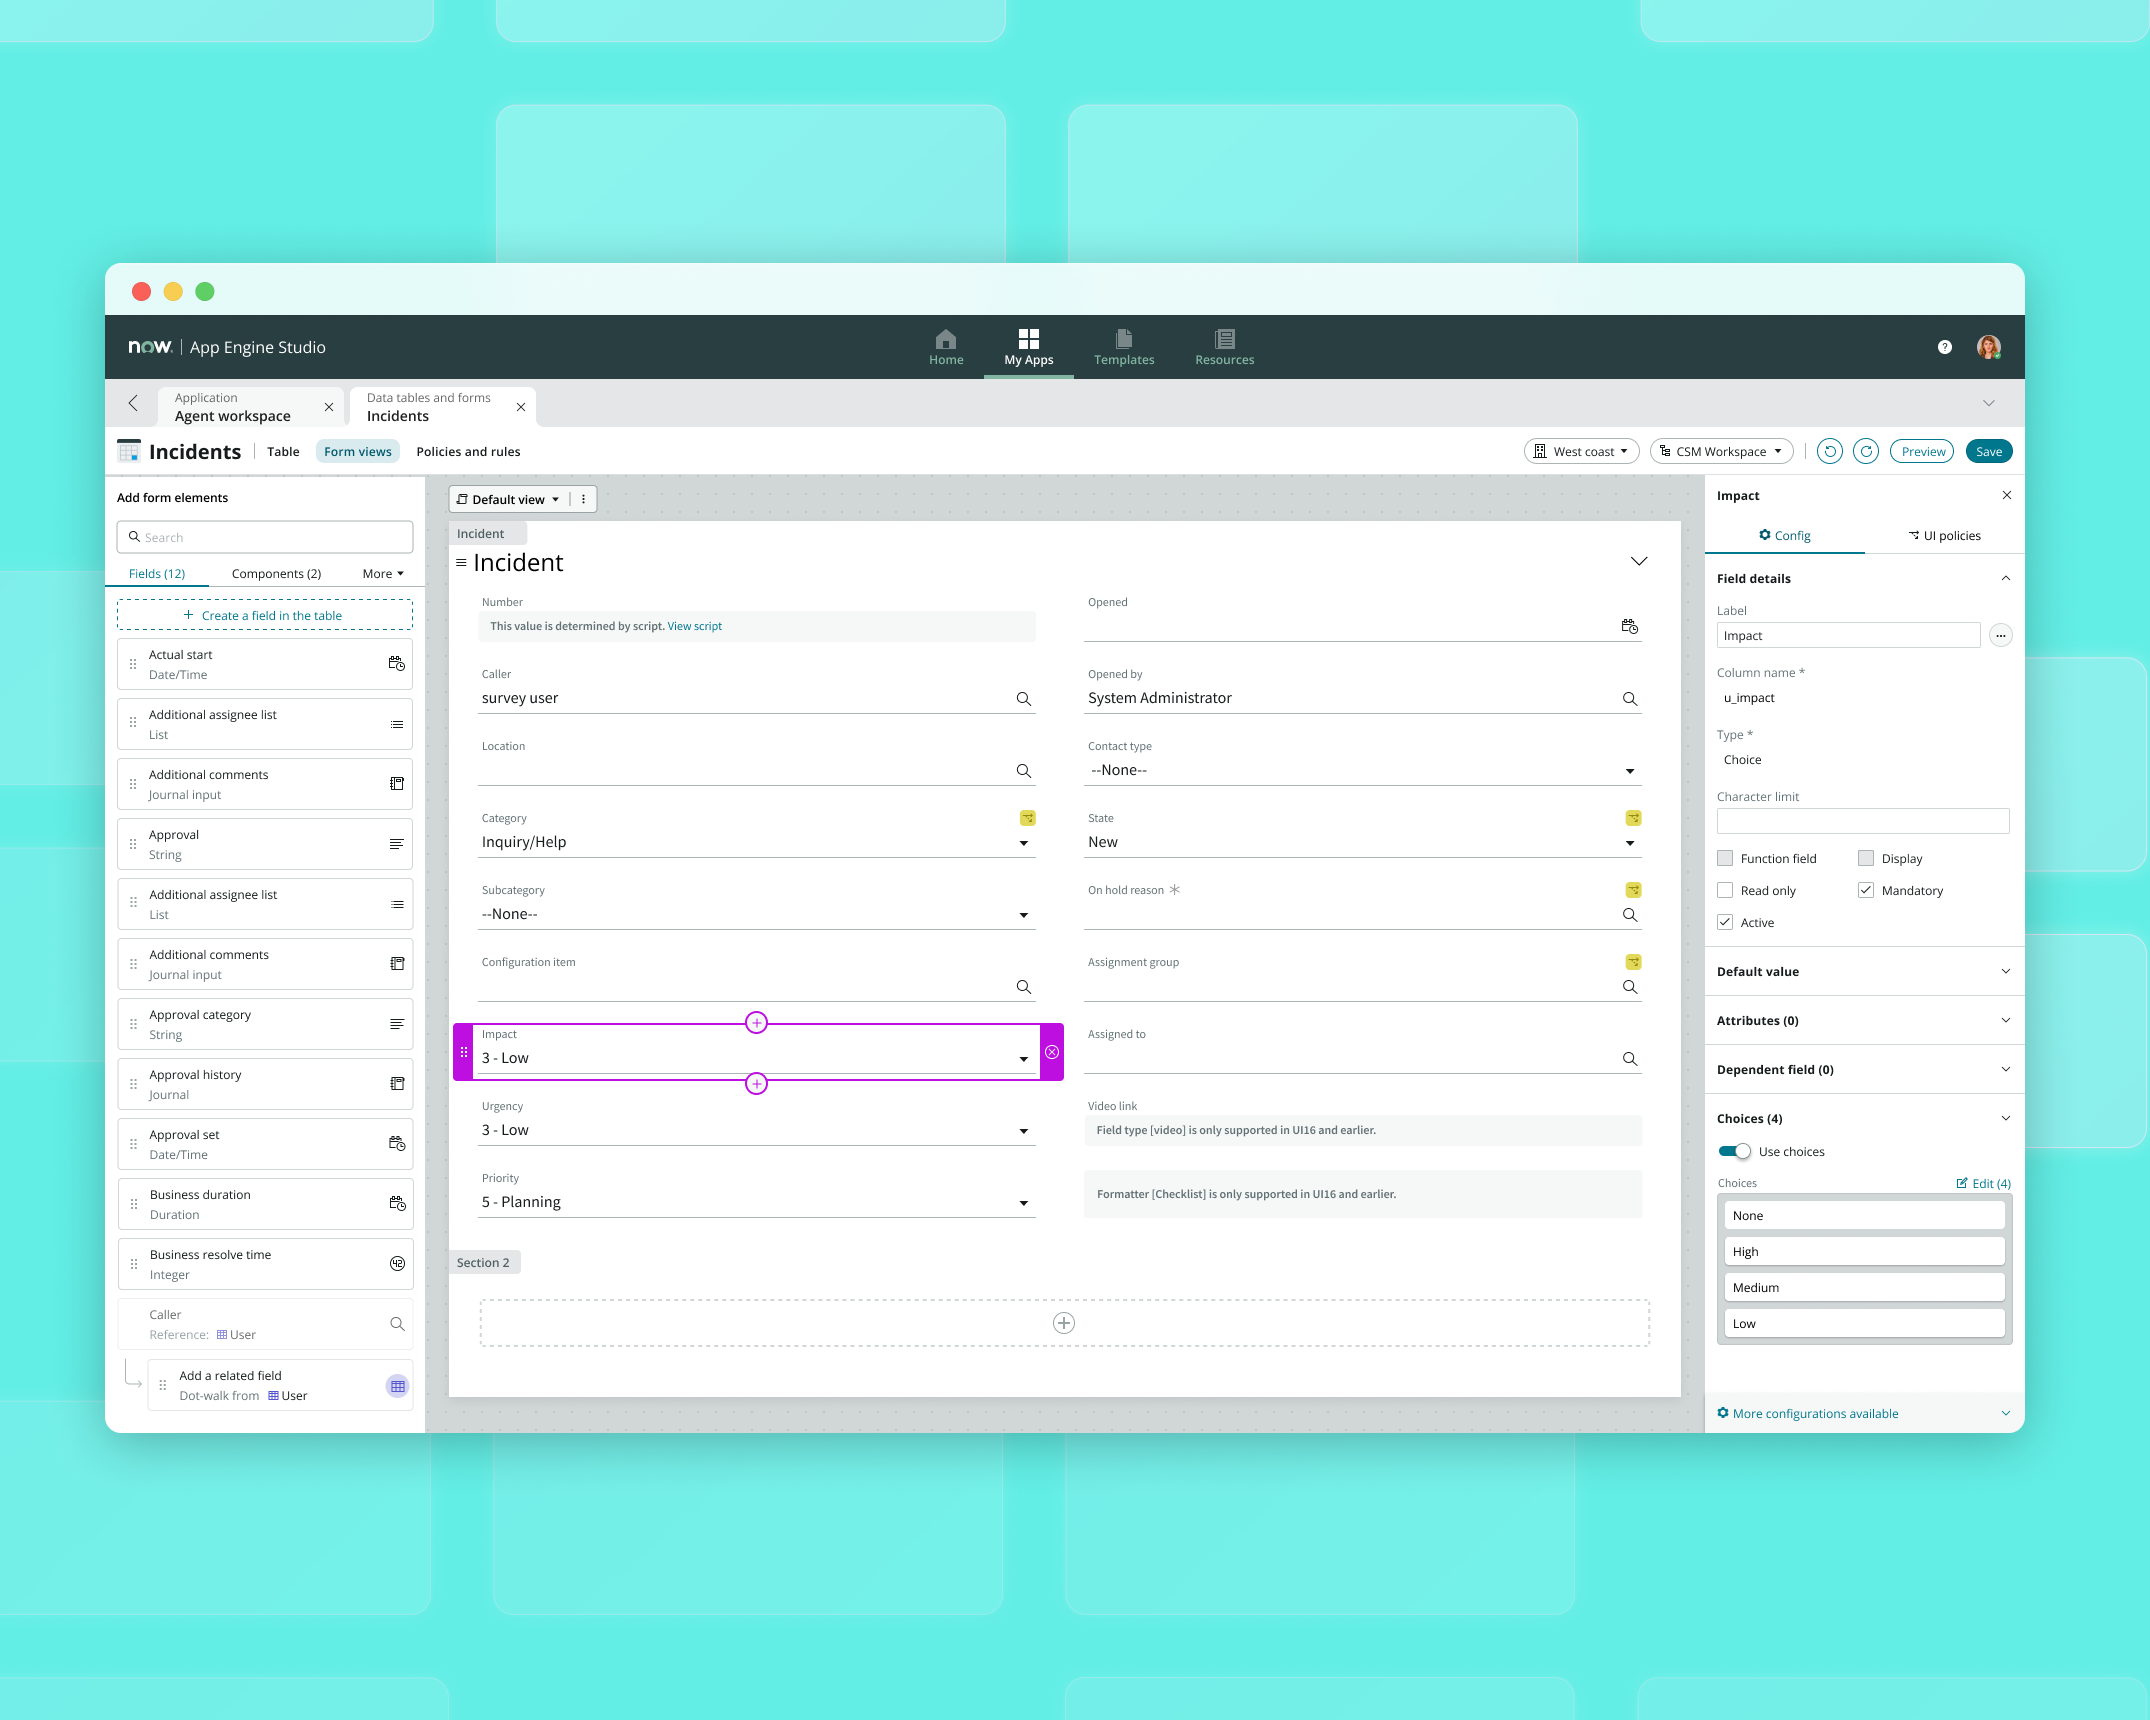 now. | App Engine Studio
Home
My Apps
Templates
Resources
?
Application
Agent workspace
Data tables and forms
Incidents
Incidents
Table
Form views
Policies and rules
West coast
CSM Workspace
Preview
Save
Add form elements
Search
Fields (12)
Components (2)
More
+ Create a field in the table
Actual start
Date/Time
Additional assignee list
List
Additional comments
Journal input
Approval
String
Additional assignee list
List
Additional comments
Journal input
Approval category
String
Approval history
Journal
Approval set
Date/Time
Business duration
Duration
Business resolve time
Integer
42
Caller
Reference: User
Add a related field
Dot-walk from User
Default view
Incident
Incident
Number
This value is determined by script. View script
Opened
Caller
survey user
Opened by
System Administrator
Location
Contact type
--None--
Category
Inquiry/Help
State
New
Subcategory
--None--
On hold reason *
Configuration item
Assignment group
Impact
3 - Low
Assigned to
Urgency
3 - Low
Video link
Field type [video] is only supported in UI16 and earlier.
Priority
5 - Planning
Formatter [Checklist] is only supported in UI16 and earlier.
Section 2
Impact
Config
UI policies
Field details
Label
Impact
Column name *
u_impact
Type *
Choice
Character limit
Function field
Display
Read only
Mandatory
Active
Default value
Attributes (0)
Dependent field (0)
Choices (4)
Use choices
Choices
Edit (4)
None
High
Medium
Low
More configurations available